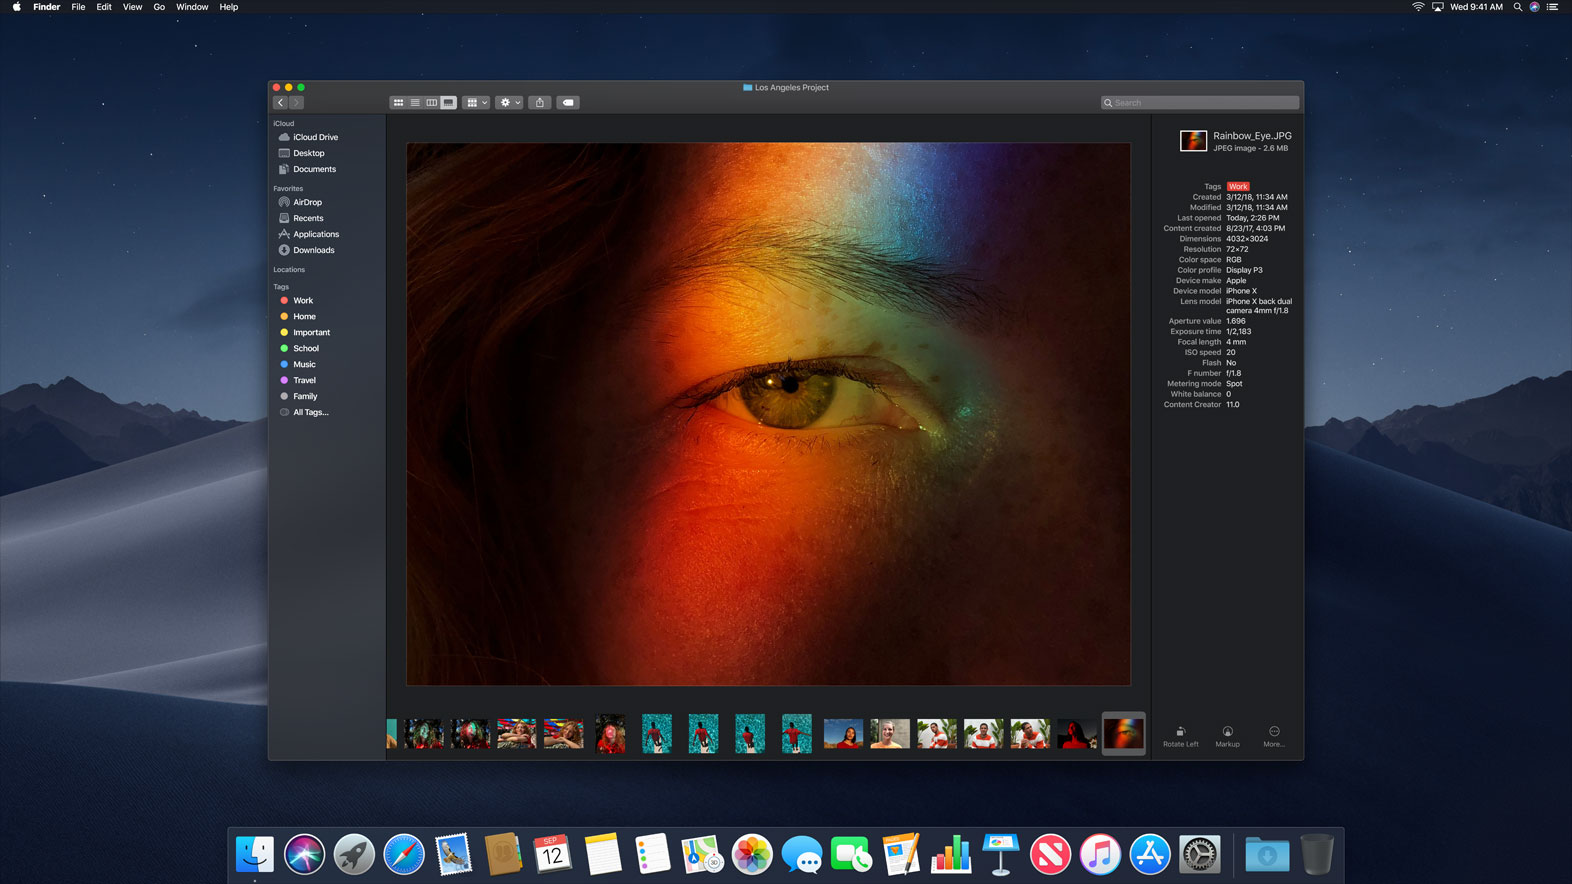 Finder File Edit View Go Window Help Wed 9:41 AM
Los Angeles Project
Search
iCloud
iCloud Drive
Desktop
Documents
Favorites
AirDrop
Recents
Applications
Downloads
Locations
Tags
Work
Home
Important
School
Music
Travel
Family
All Tags...
Rainbow_Eye.JPG
JPEG image - 2.6 MB
Tags Work
Created 3/12/18, 11:34 AM
Modified 3/12/18, 11:34 AM
Last opened Today, 2:26 PM
Content created 8/23/17, 4:03 PM
Dimensions 4032×3024
Resolution 72×72
Color space RGB
Color profile Display P3
Device make Apple
Device model iPhone X
Lens model iPhone X back dual
camera 4mm f/1.8
Aperture value 1.696
Exposure time 1/2,183
Focal length 4 mm
ISO speed 20
Flash No
F number f/1.8
Metering mode Spot
White balance 0
Content Creator 11.0
Rotate Left Markup More...
SEP
12